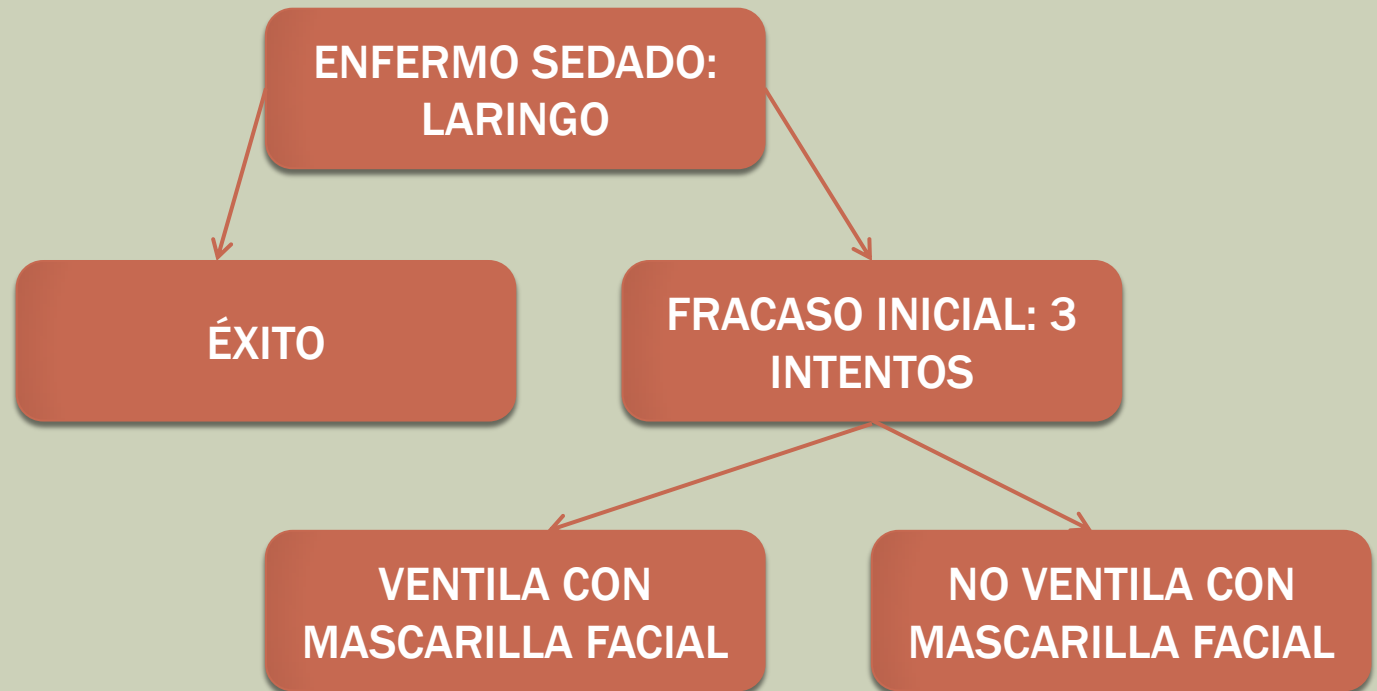 ENFERMO SEDADO:
LARINGO
ÉXITO
FRACASO INICIAL: 3
INTENTOS
VENTILA CON
MASCARILLA FACIAL
NO VENTILA CON
MASCARILLA FACIAL